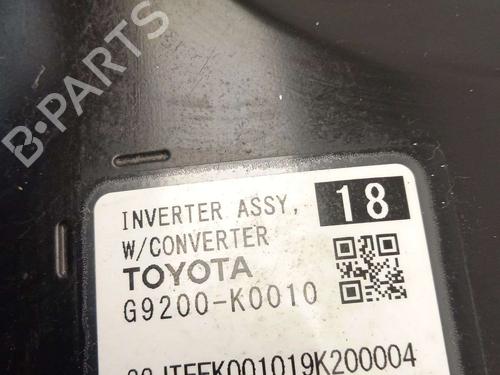 B-PARTS
INVERTER ASSY, 18
W/CONVERTER
TOYOTA
G9200-K0010